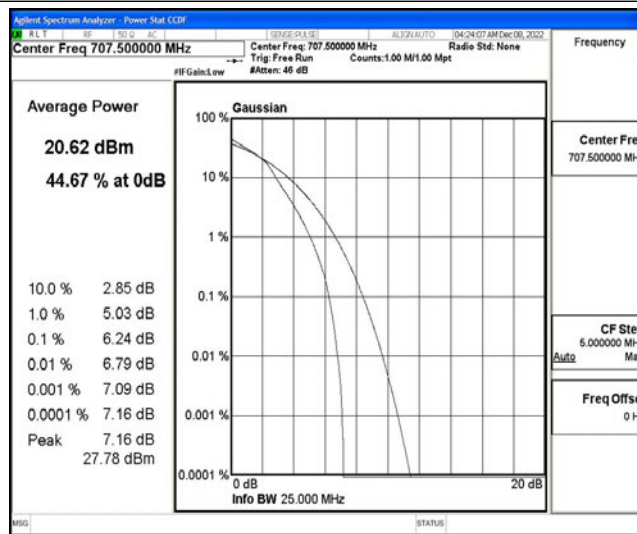 Agilent Spectrum Analyzer - Power Stat CCDF
RLT RF 50 Ω AC SENSE:PULSE ALIGN AUTO 04:24:07 AM Dec 08, 2022
Center Freq 707.500000 MHz
Center Freq: 707.500000 MHz Radio Std: None
Trig: Free Run Counts:1.00 M/1.00 Mpt
#IFGain:Low #Atten: 46 dB
Frequency
Average Power
20.62 dBm
44.67 % at 0dB
10.0 % 2.85 dB
1.0 % 5.03 dB
0.1 % 6.24 dB
0.01 % 6.79 dB
0.001 % 7.09 dB
0.0001 % 7.16 dB
Peak 7.16 dB
27.78 dBm
Gaussian
100 %
10 %
1 %
0.1 %
0.01 %
0.001 %
0.0001 %
0 dB 20 dB
Info BW 25.000 MHz
Center Fre
707.500000 MH
CF Ste
5.000000 MH
Auto Ma
Freq Offse
0 H
MSG STATUS